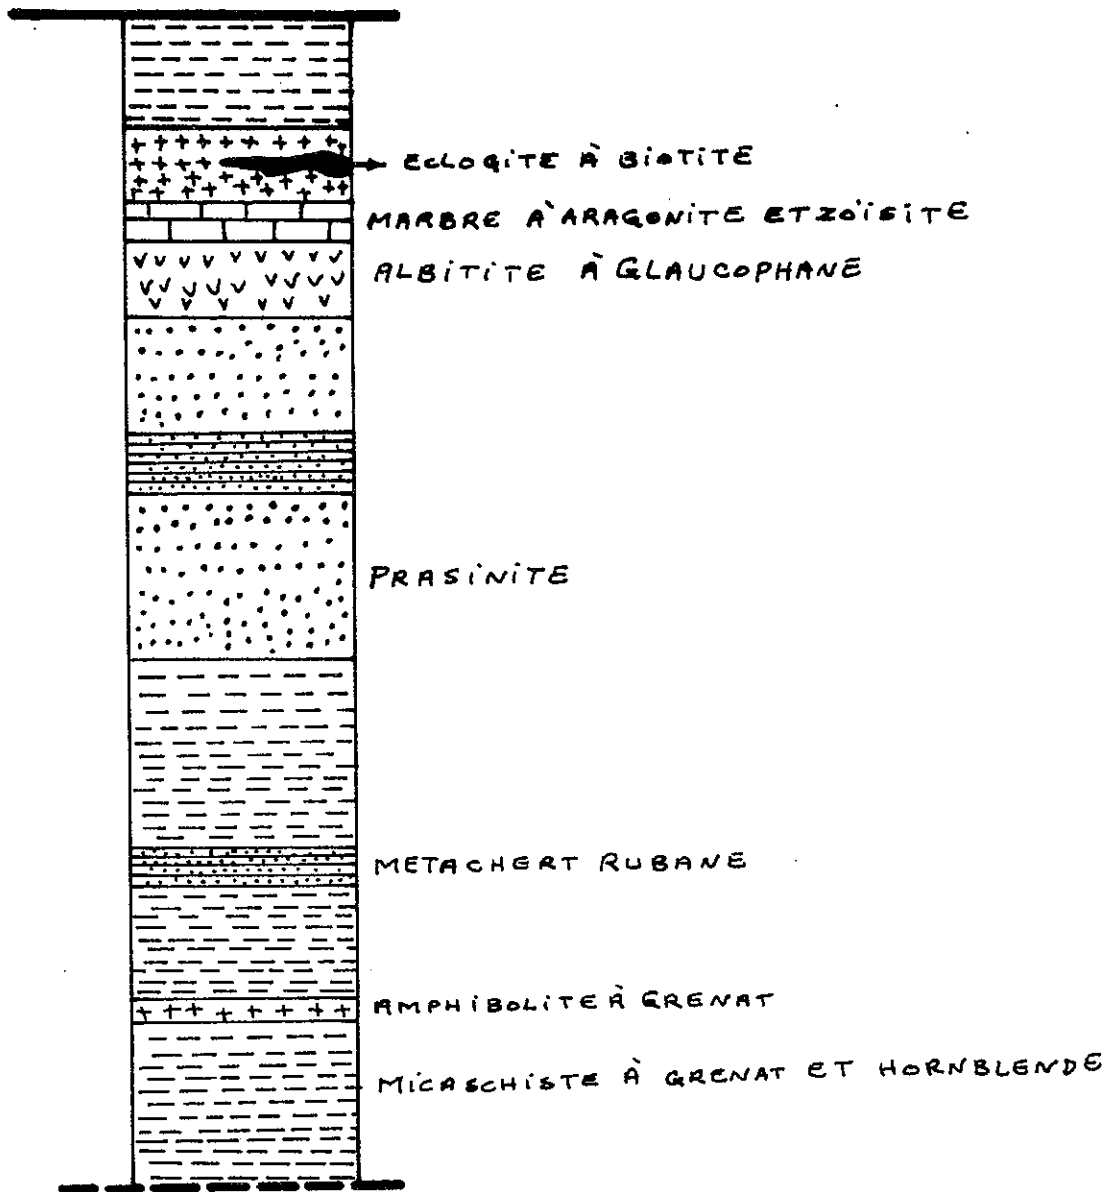 ECLOGITE À BIOTITE
MARBRE À ARAGONITE ET ZOÏSITE
ALBITITE À GLAUCOPHANE
PRASINITE
METACHERT RUBANE
AMPHIBOLITE À GRENAT
MICASCHISTE À GRENAT ET HORNBLENDE